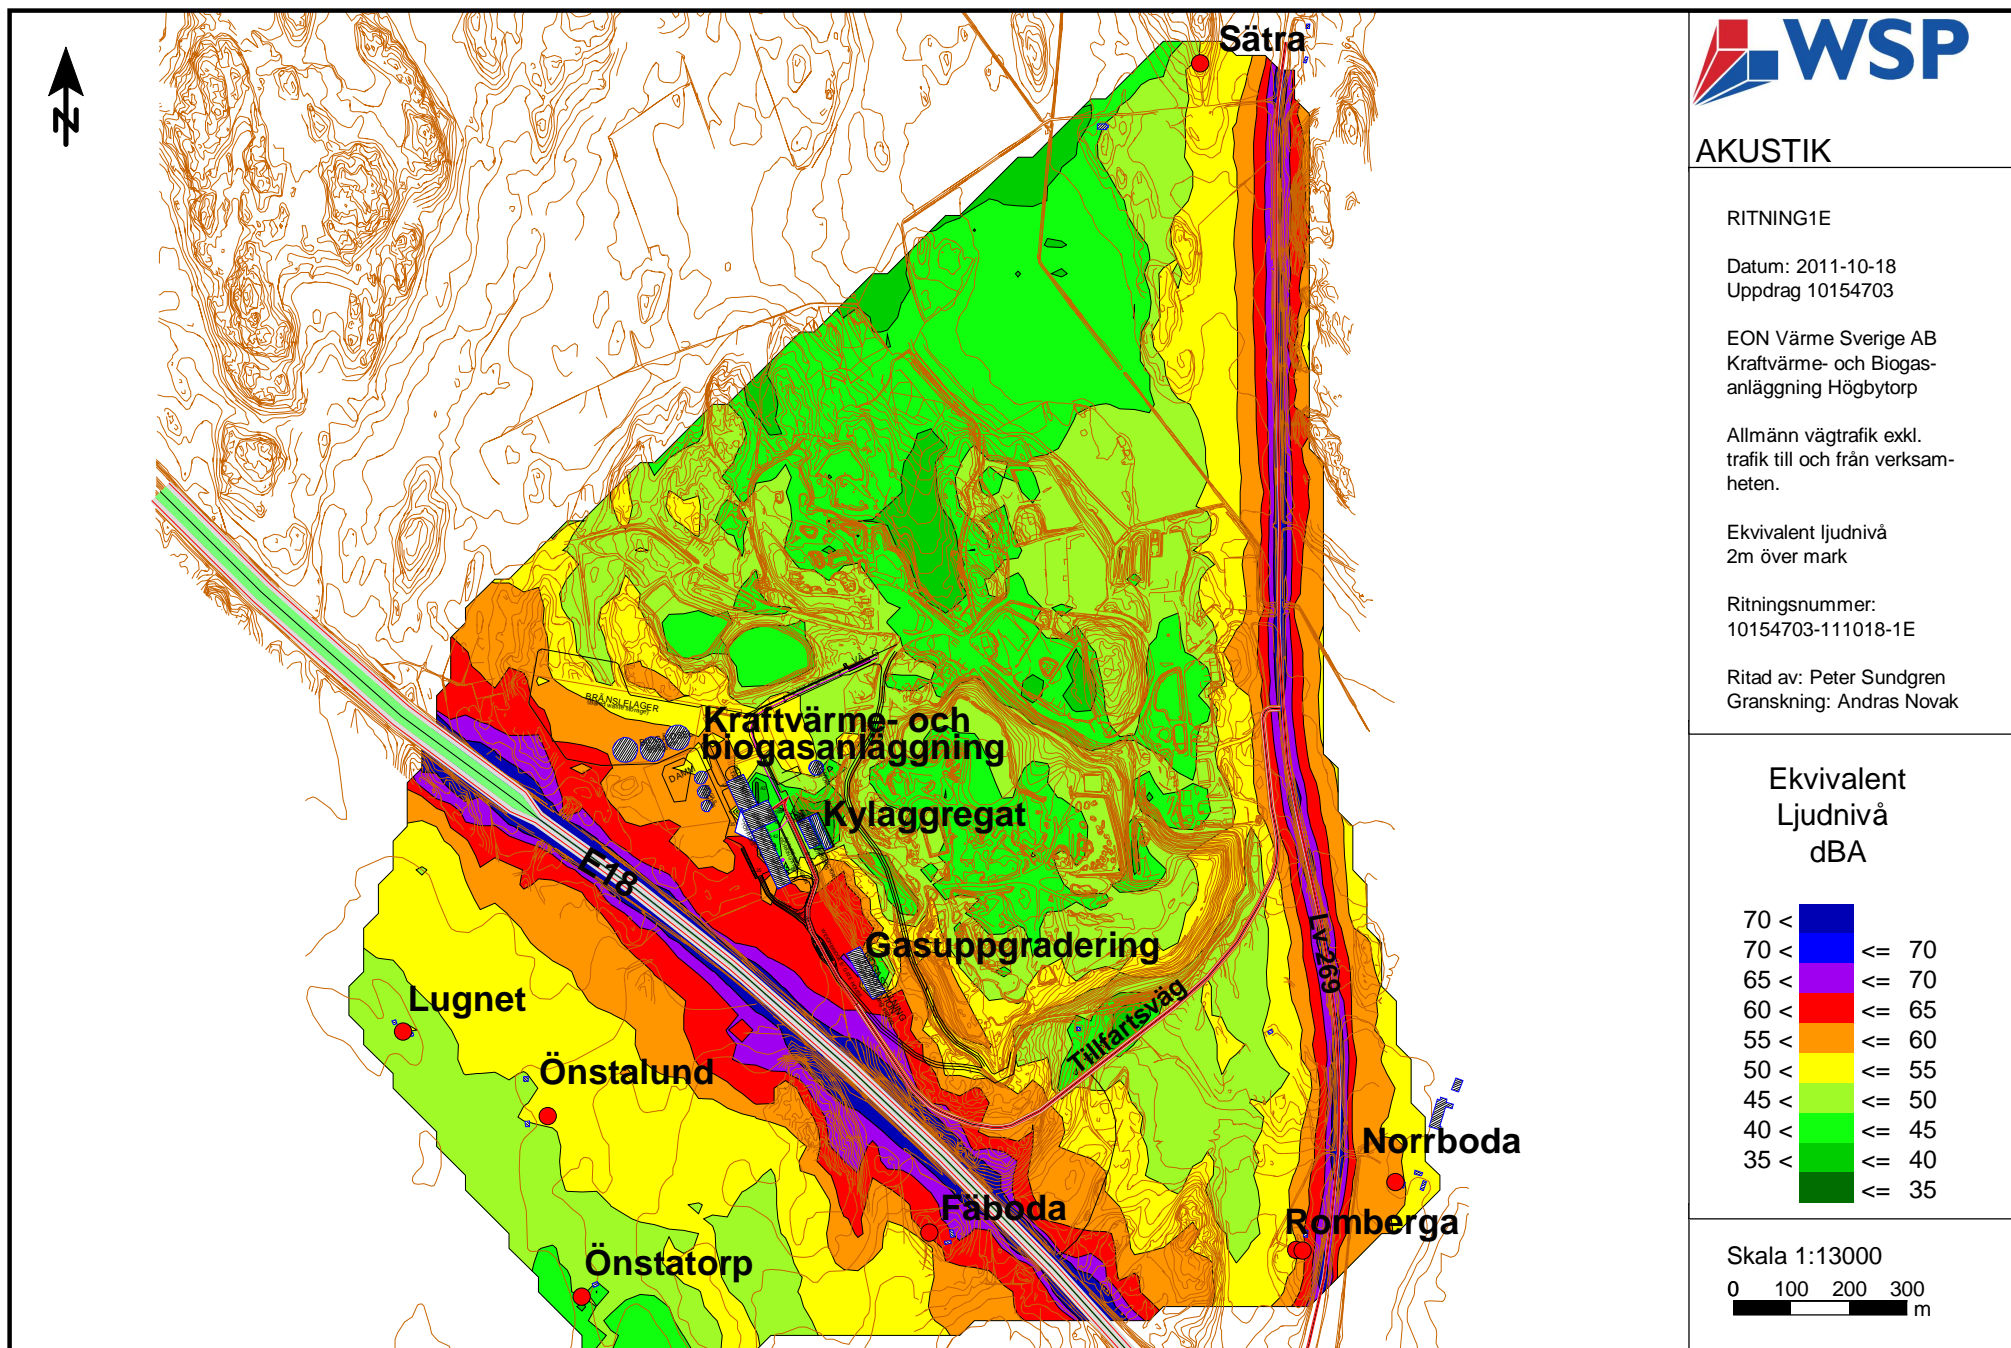 N
Sätra
BRÄNSLELAGER
Kraftvärme- och
biogasanläggning
DAMM
Kylaggregat
E18
Gasuppgradering
Lv 269
Lugnet
Tillfartsväg
Önstalund
Norrboda
Fäboda
Romberga
Önstatorp
WSP
AKUSTIK
RITNING1E
Datum: 2011-10-18
Uppdrag 10154703
EON Värme Sverige AB
Kraftvärme- och Biogas-
anläggning Högbytorp
Allmänn vägtrafik exkl.
trafik till och från verksam-
heten.
Ekvivalent ljudnivå
2m över mark
Ritningsnummer:
10154703-111018-1E
Ritad av: Peter Sundgren
Granskning: Andras Novak
Ekvivalent
Ljudnivå
dBA
70 <
70 < <= 70
65 < <= 70
60 < <= 65
55 < <= 60
50 < <= 55
45 < <= 50
40 < <= 45
35 < <= 40
<= 35
Skala 1:13000
0 100 200 300
m